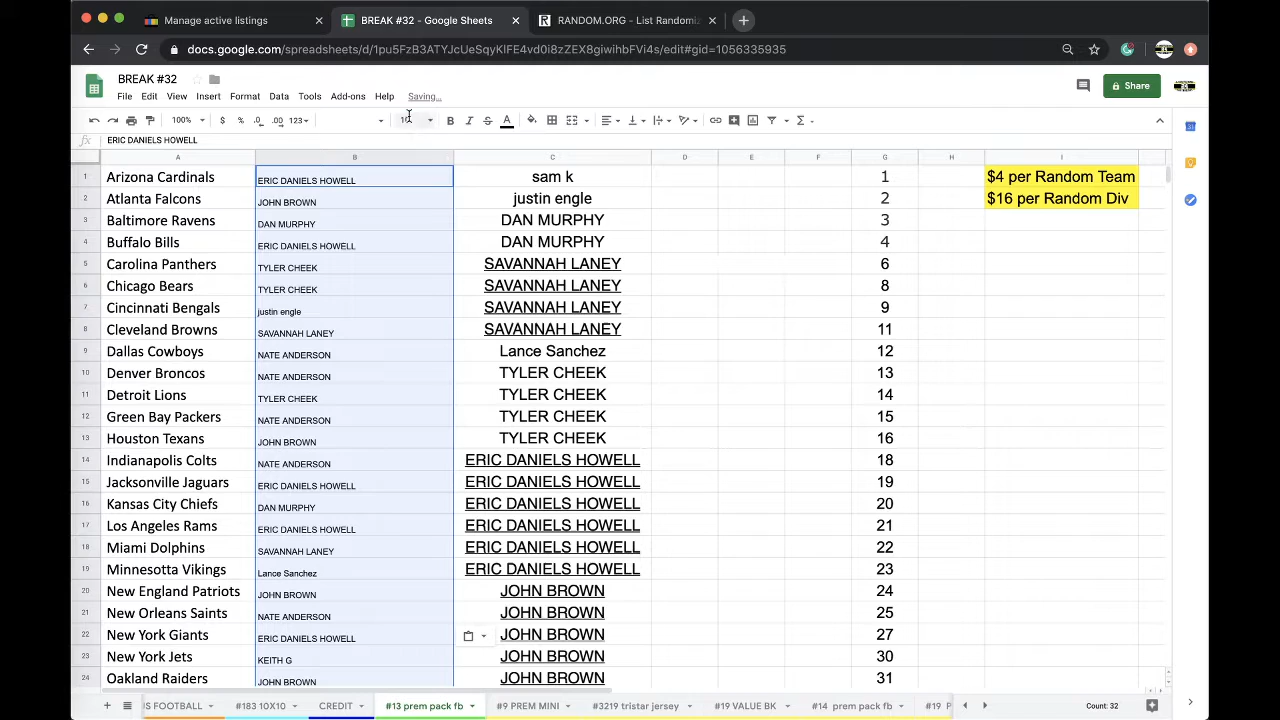 Manage active listings
BREAK #32 - Google Sheets
RANDOM.ORG - List Randomiz
docs.google.com/spreadsheets/d/1pu5FzB3ATYJcUeSqyKIFE4vd0i8zZEX8giwihbFVi4s/edit#gid=1056335935
BREAK #32
File Edit View Insert Format Data Tools Add-ons Help Saving...
Share
100% $ % .0 .00 123 10 B I S A
fx ERIC DANIELS HOWELL
A B C D E F G H I
1 Arizona Cardinals ERIC DANIELS HOWELL sam k 1 $4 per Random Team
2 Atlanta Falcons JOHN BROWN justin engle 2 $16 per Random Div
3 Baltimore Ravens DAN MURPHY DAN MURPHY 3
4 Buffalo Bills ERIC DANIELS HOWELL DAN MURPHY 4
5 Carolina Panthers TYLER CHEEK SAVANNAH LANEY 6
6 Chicago Bears TYLER CHEEK SAVANNAH LANEY 8
7 Cincinnati Bengals justin engle SAVANNAH LANEY 9
8 Cleveland Browns SAVANNAH LANEY SAVANNAH LANEY 11
9 Dallas Cowboys NATE ANDERSON Lance Sanchez 12
10 Denver Broncos NATE ANDERSON TYLER CHEEK 13
11 Detroit Lions TYLER CHEEK TYLER CHEEK 14
12 Green Bay Packers NATE ANDERSON TYLER CHEEK 15
13 Houston Texans JOHN BROWN TYLER CHEEK 16
14 Indianapolis Colts NATE ANDERSON ERIC DANIELS HOWELL 18
15 Jacksonville Jaguars ERIC DANIELS HOWELL ERIC DANIELS HOWELL 19
16 Kansas City Chiefs DAN MURPHY ERIC DANIELS HOWELL 20
17 Los Angeles Rams ERIC DANIELS HOWELL ERIC DANIELS HOWELL 21
18 Miami Dolphins SAVANNAH LANEY ERIC DANIELS HOWELL 22
19 Minnesotta Vikings Lance Sanchez ERIC DANIELS HOWELL 23
20 New England Patriots JOHN BROWN JOHN BROWN 24
21 New Orleans Saints NATE ANDERSON JOHN BROWN 25
22 New York Giants ERIC DANIELS HOWELL JOHN BROWN 27
23 New York Jets KEITH G JOHN BROWN 30
24 Oakland Raiders JOHN BROWN JOHN BROWN 31
IS FOOTBALL #183 10X10 CREDIT #13 prem pack fb #9 PREM MINI #3219 tristar jersey #19 VALUE BK #14 prem pack fb #19 P Count: 32